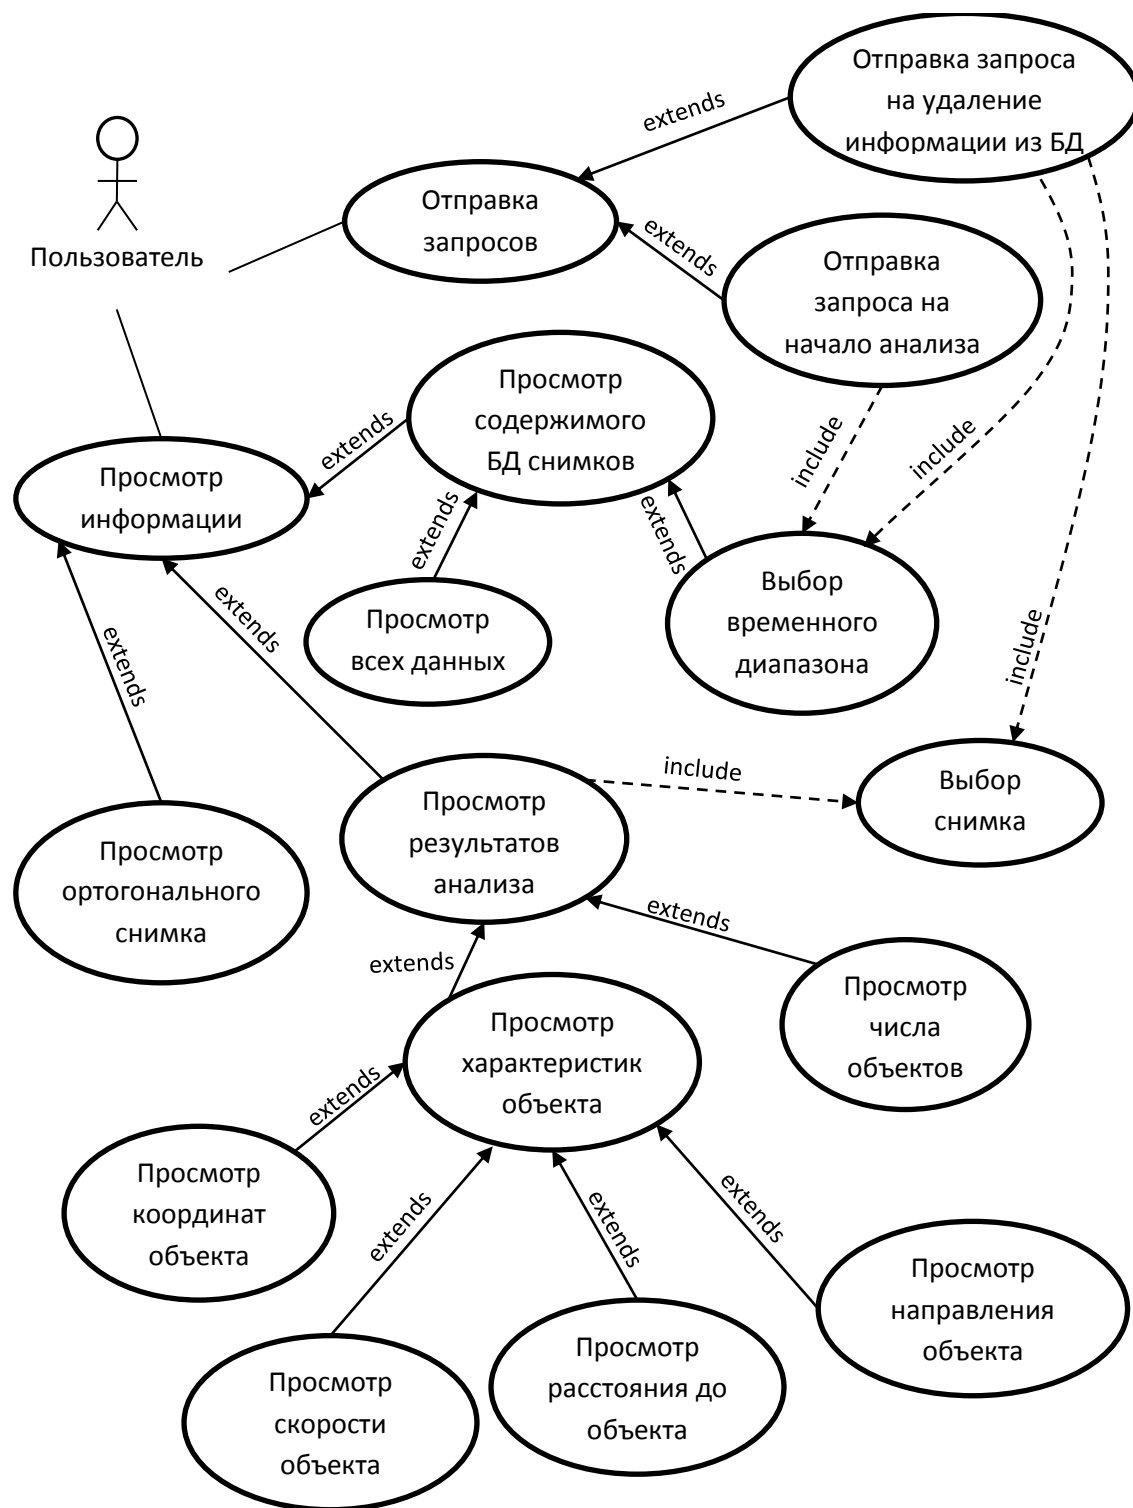 Отправка запроса
на удаление
информации из БД
extends
Отправка
запросов
Пользователь
extends
Отправка
запроса на
начало анализа
Просмотр
содержимого
БД снимков
extends
include
include
Просмотр
информации
extends
extends
Выбор
временного
диапазона
Просмотр
всех данных
extends
extends
include
include
Выбор
снимка
Просмотр
результатов
анализа
Просмотр
ортогонального
снимка
extends
extends
Просмотр
числа
объектов
Просмотр
характеристик
объекта
extends
Просмотр
координат
объекта
extends
extends
extends
Просмотр
направления
объекта
Просмотр
расстояния до
объекта
Просмотр
скорости
объекта